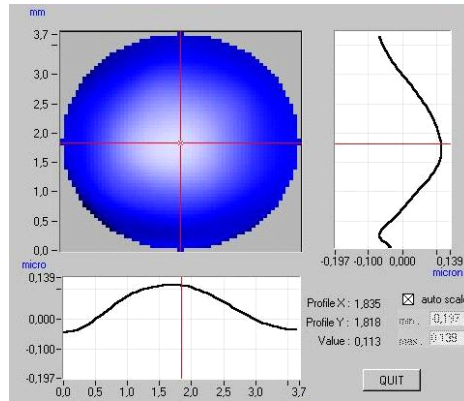 mm
3,7
3,0
2,5
2,0
1,5
1,0
0,5
0,0
-0,197 -0,100 0,000 0,139
micron
micro
0,139
0,000
-0,100
-0,197
0,0 0,5 1,0 1,5 2,0 2,5 3,0 3,7
Profile X : 1,835
auto scale
Profile Y : 1,818
min. -0,197
Value : 0,113
max. 0,139
QUIT